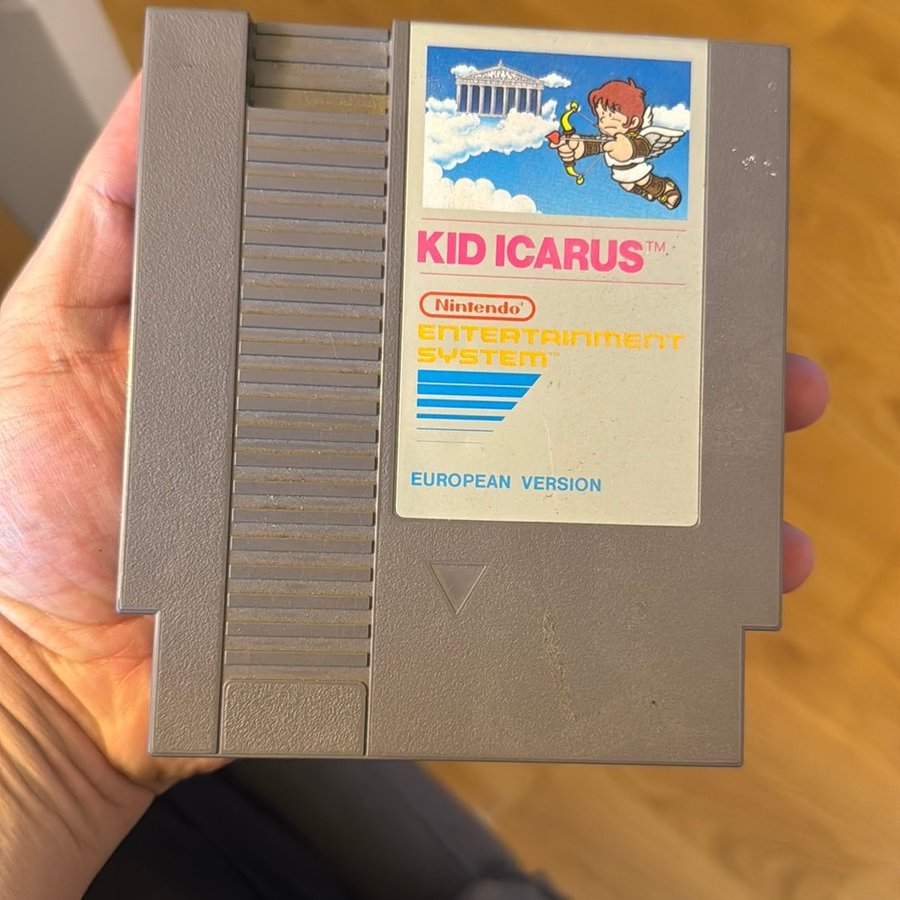 KID ICARUS™
Nintendo®
ENTERTAINMENT
SYSTEM™
EUROPEAN VERSION